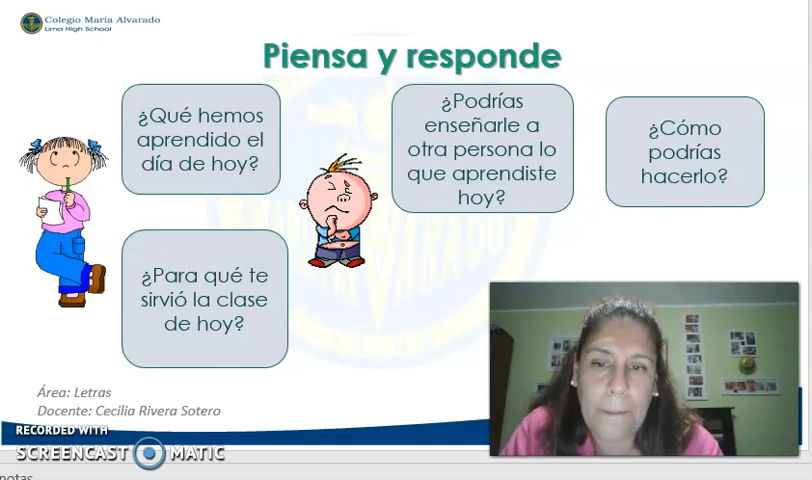 Colegio María Alvarado
Lima High School
Piensa y responde
¿Qué hemos
aprendido el
día de hoy?
¿Podrías
enseñarle a
otra persona lo
que aprendiste
hoy?
¿Cómo
podrías
hacerlo?
¿Para qué te
sirvió la clase
de hoy?
Área: Letras
Docente: Cecilia Rivera Sotero
RECORDED WITH
SCREENCAST MATIC
notas